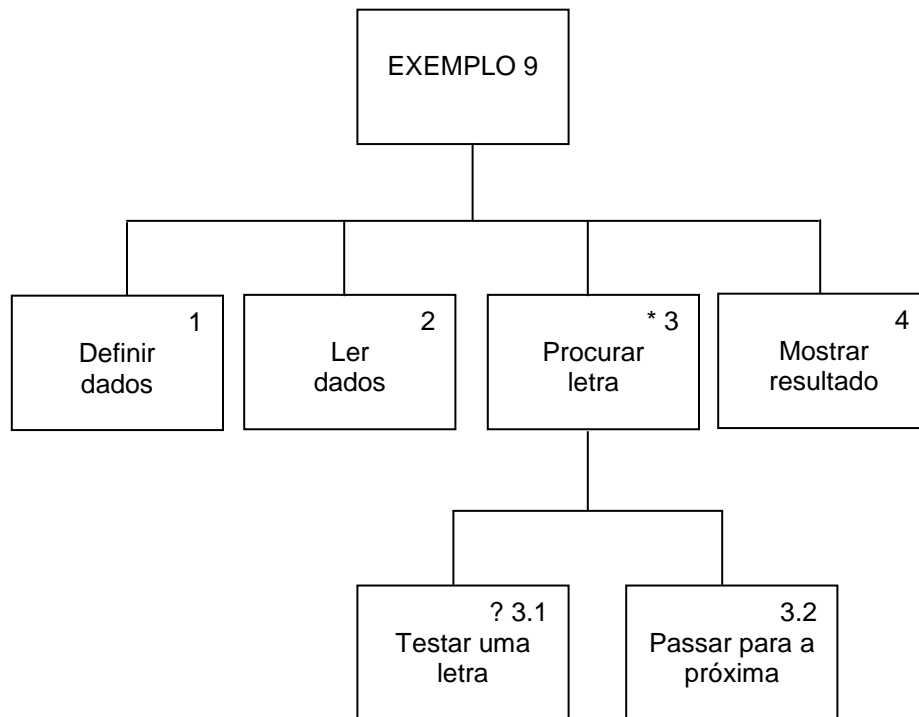 EXEMPLO 9
1
Definir
dados
2
Ler
dados
* 3
Procurar
letra
4
Mostrar
resultado
? 3.1
Testar uma
letra
3.2
Passar para a
próxima